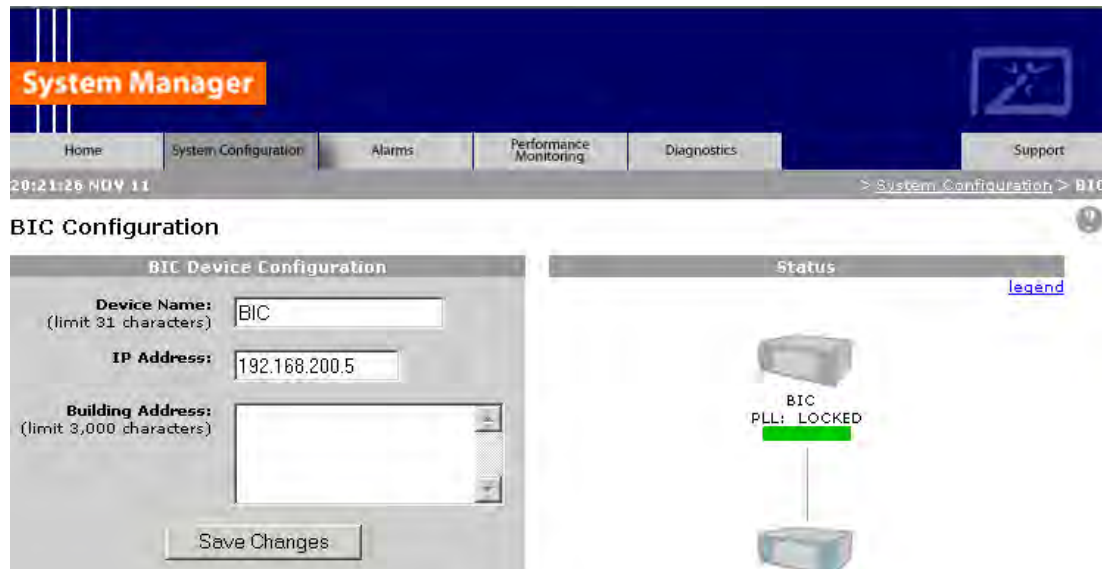 System Manager
Home
System Configuration
Alarms
Performance Monitoring
Diagnostics
Support
20:21:26 NOV 11
> System Configuration > BIC
BIC Configuration
BIC Device Configuration
Device Name:
(limit 31 characters)
BIC
IP Address:
192.168.200.5
Building Address:
(limit 3,000 characters)
Save Changes
Status
legend
BIC
PLL: LOCKED